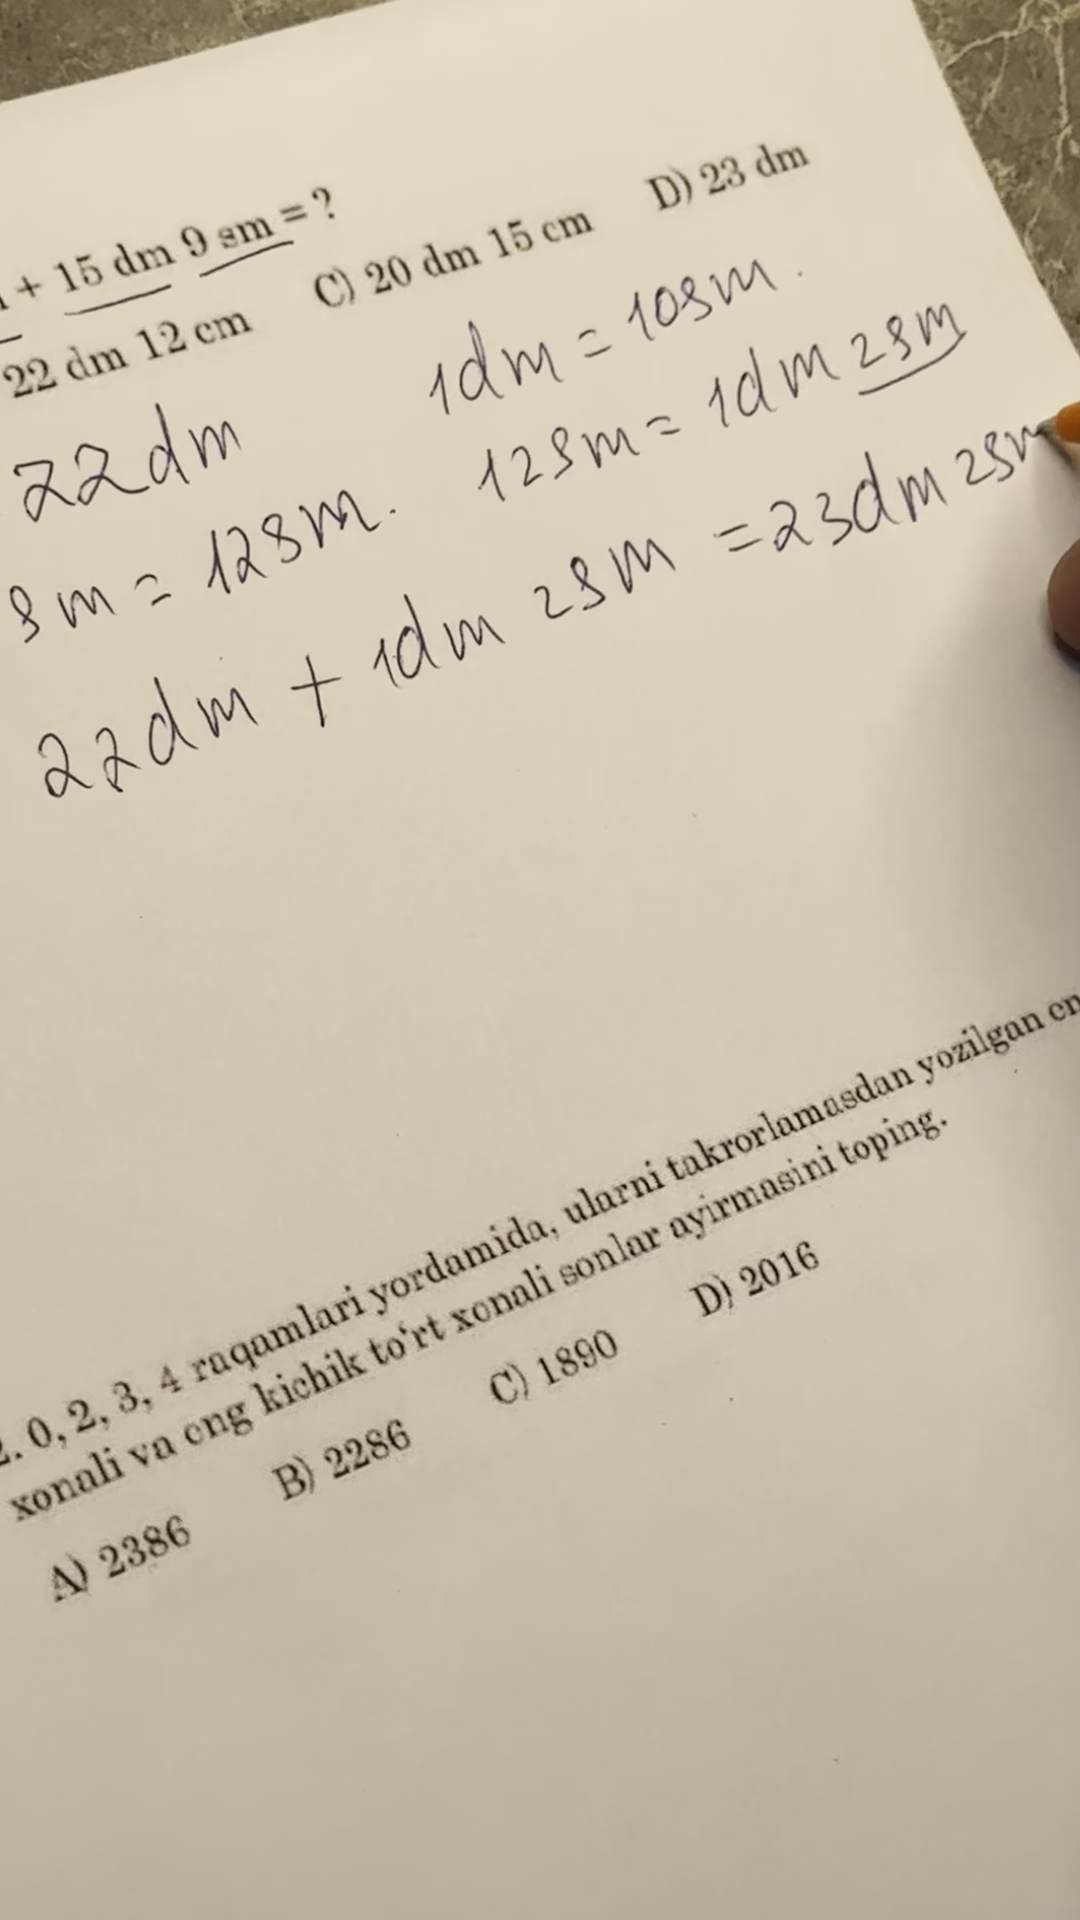 + 15 dm 9 sm = ?
22 dm 12 cm C) 20 dm 15 cm D) 23 dm
22dm 1dm = 10sm.
sm = 12sm. 12sm = 1dm 2sm
22dm + 1dm 2sm = 23dm 2sm
2. 0, 2, 3, 4 raqamlari yordamida, ularni takrorlamasdan yozilgan en
xonali va eng kichik to'rt xonali sonlar ayirmasini toping.
A) 2386 B) 2286 C) 1890 D) 2016